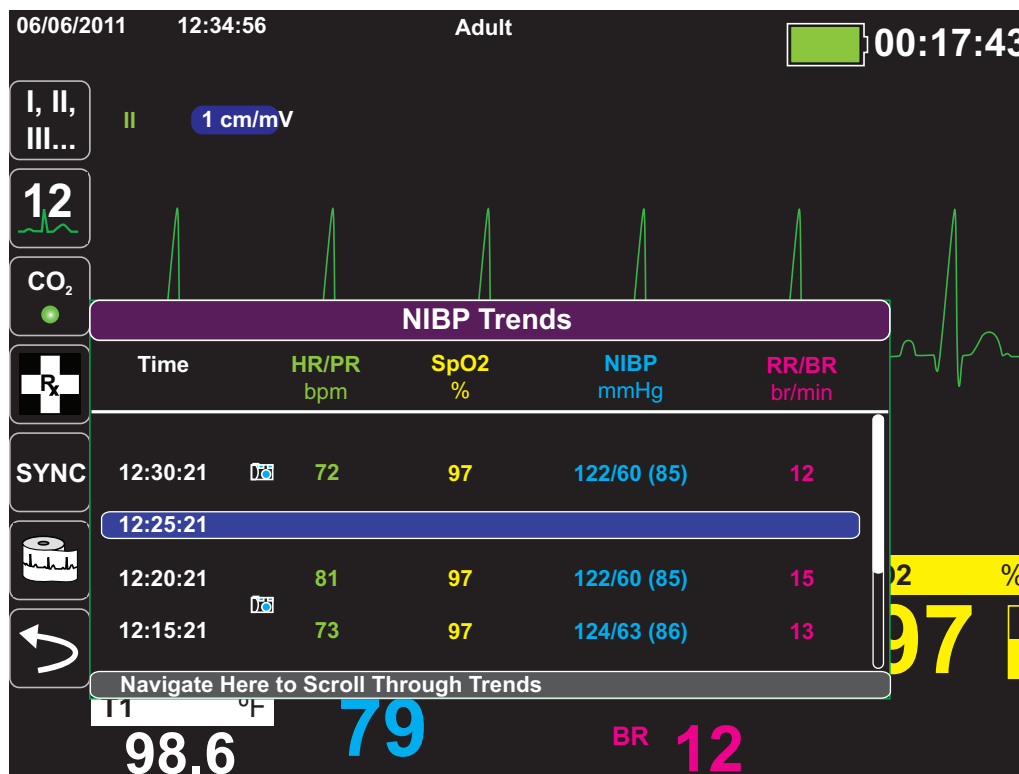 06/06/2011 12:34:56 Adult 00:17:43
I, II,
III...
II 1 cm/mV
12
CO2
NIBP Trends
Time HR/PR SpO2 NIBP RR/BR
bpm % mmHg br/min
Rx
SYNC
12:30:21 72 97 122/60 (85) 12
12:25:21
12:20:21 81 97 122/60 (85) 15
12:15:21 73 97 124/63 (86) 13
Navigate Here to Scroll Through Trends
O2 %
97
T1 °F
98.6
79
BR 12